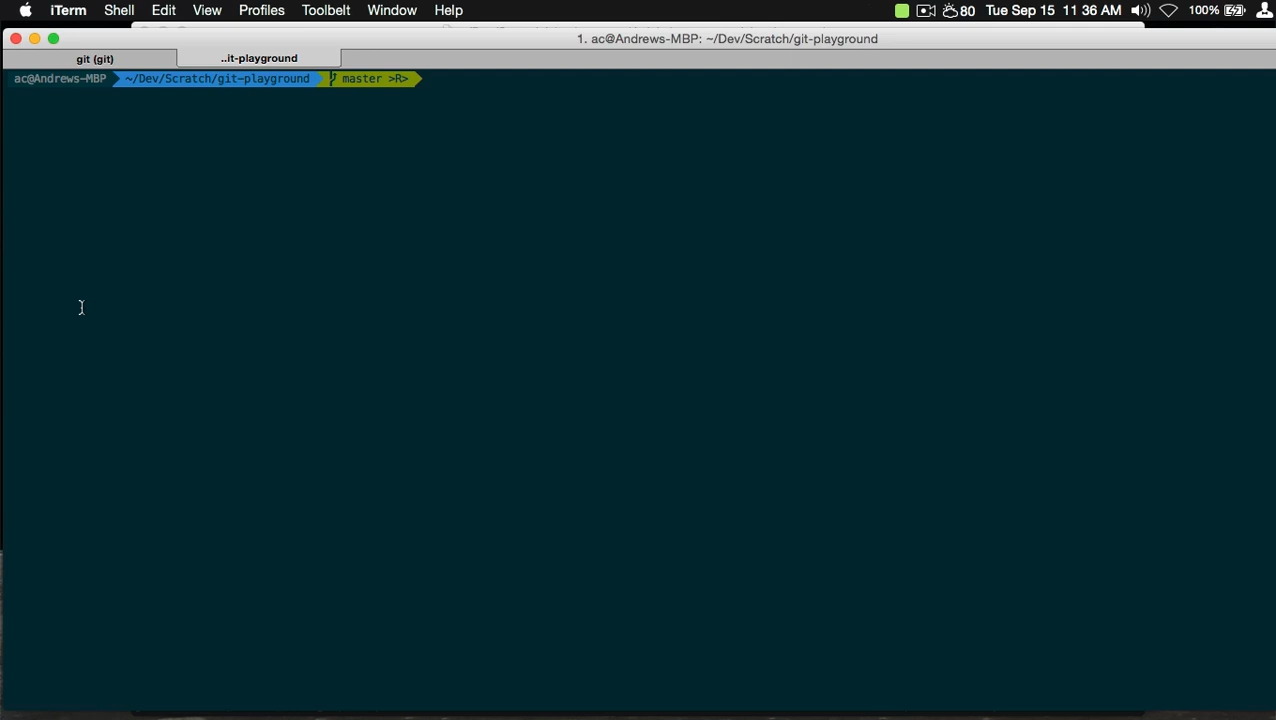 iTerm Shell Edit View Profiles Toolbelt Window Help 80 Tue Sep 15 11:36 AM 100%
1. ac@Andrews-MBP: ~/Dev/Scratch/git-playground
git (git) ..it-playground
ac@Andrews-MBP ~/Dev/Scratch/git-playground master >R>